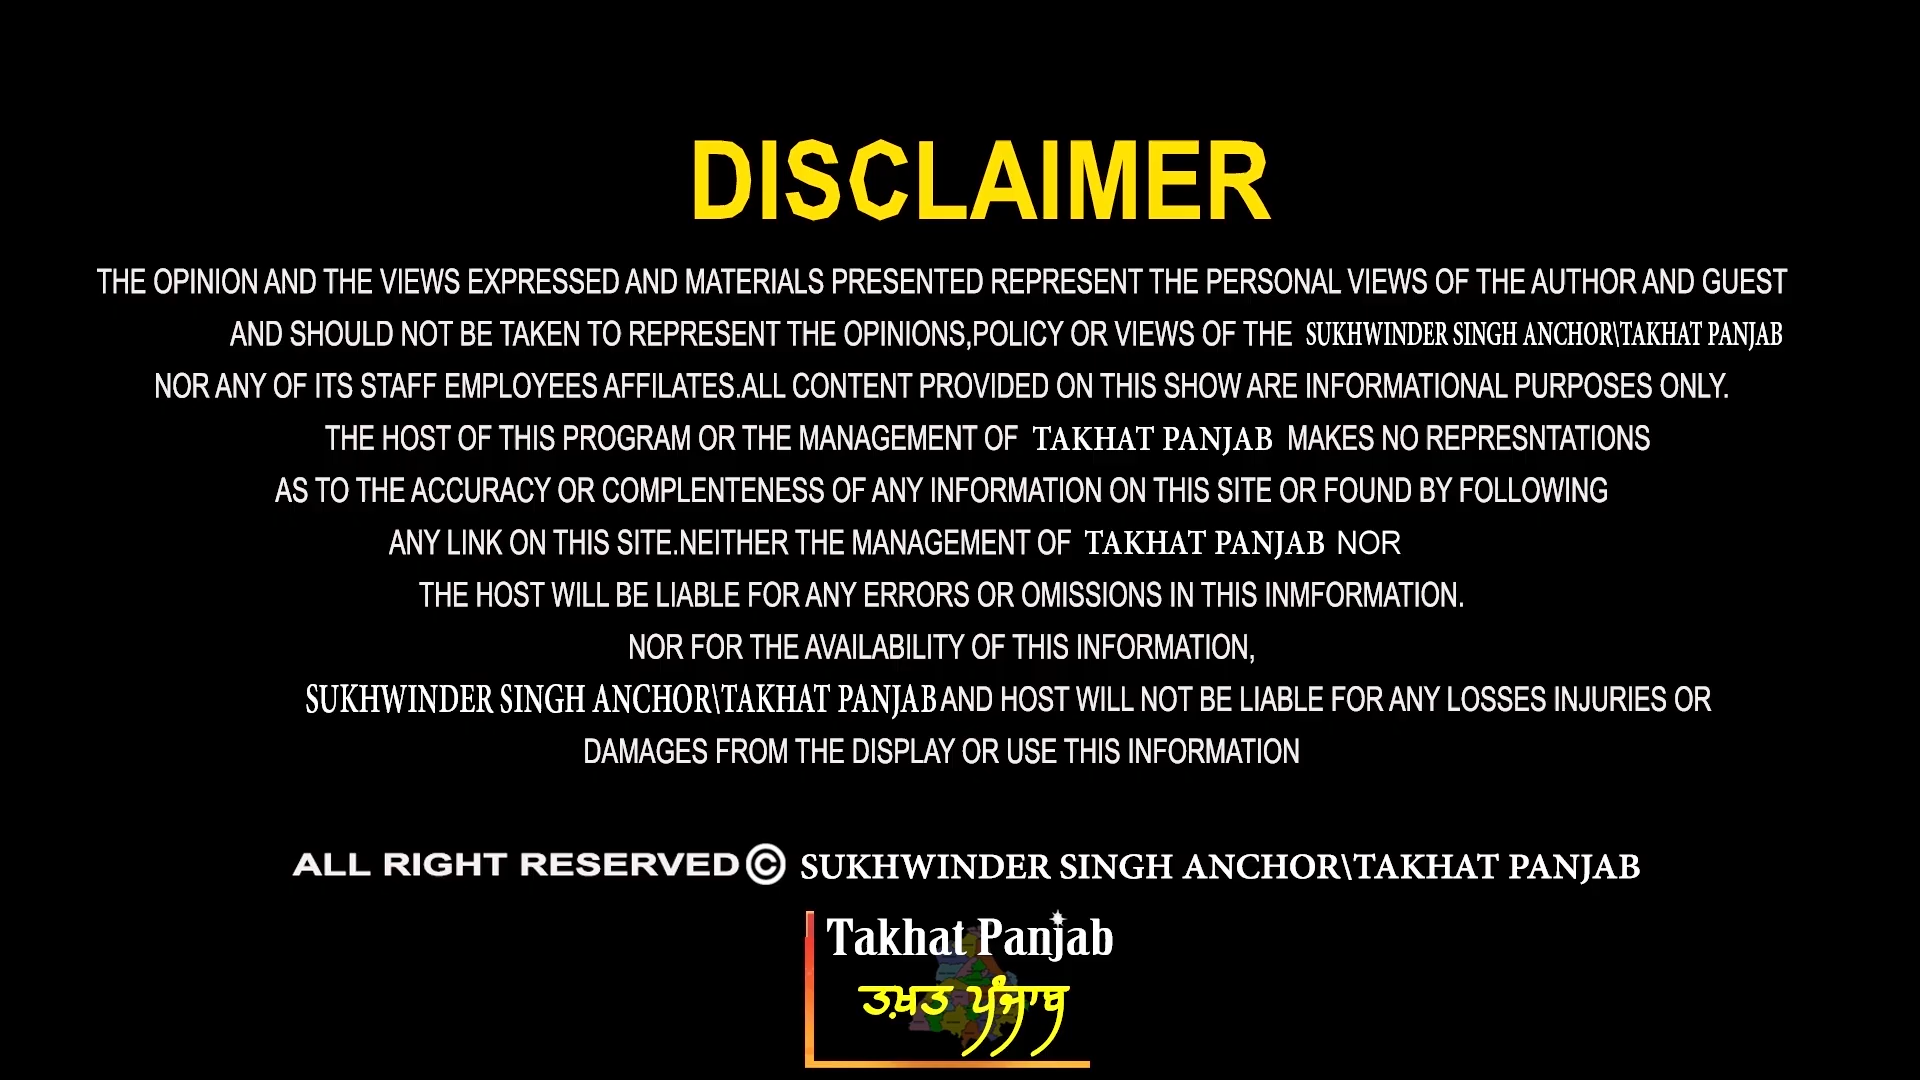 DISCLAIMER
THE OPINION AND THE VIEWS EXPRESSED AND MATERIALS PRESENTED REPRESENT THE PERSONAL VIEWS OF THE AUTHOR AND GUEST
AND SHOULD NOT BE TAKEN TO REPRESENT THE OPINIONS,POLICY OR VIEWS OF THE SUKHWINDER SINGH ANCHOR\TAKHAT PANJAB
NOR ANY OF ITS STAFF EMPLOYEES AFFILATES.ALL CONTENT PROVIDED ON THIS SHOW ARE INFORMATIONAL PURPOSES ONLY.
THE HOST OF THIS PROGRAM OR THE MANAGEMENT OF TAKHAT PANJAB MAKES NO REPRESNTATIONS
AS TO THE ACCURACY OR COMPLENTENESS OF ANY INFORMATION ON THIS SITE OR FOUND BY FOLLOWING
ANY LINK ON THIS SITE.NEITHER THE MANAGEMENT OF TAKHAT PANJAB NOR
THE HOST WILL BE LIABLE FOR ANY ERRORS OR OMISSIONS IN THIS INMFORMATION.
NOR FOR THE AVAILABILITY OF THIS INFORMATION,
SUKHWINDER SINGH ANCHOR\TAKHAT PANJAB AND HOST WILL NOT BE LIABLE FOR ANY LOSSES INJURIES OR
DAMAGES FROM THE DISPLAY OR USE THIS INFORMATION
ALL RIGHT RESERVED © SUKHWINDER SINGH ANCHOR\TAKHAT PANJAB
Takhat Panjab
ਤਖ਼ਤ ਪੰਜਾਬ